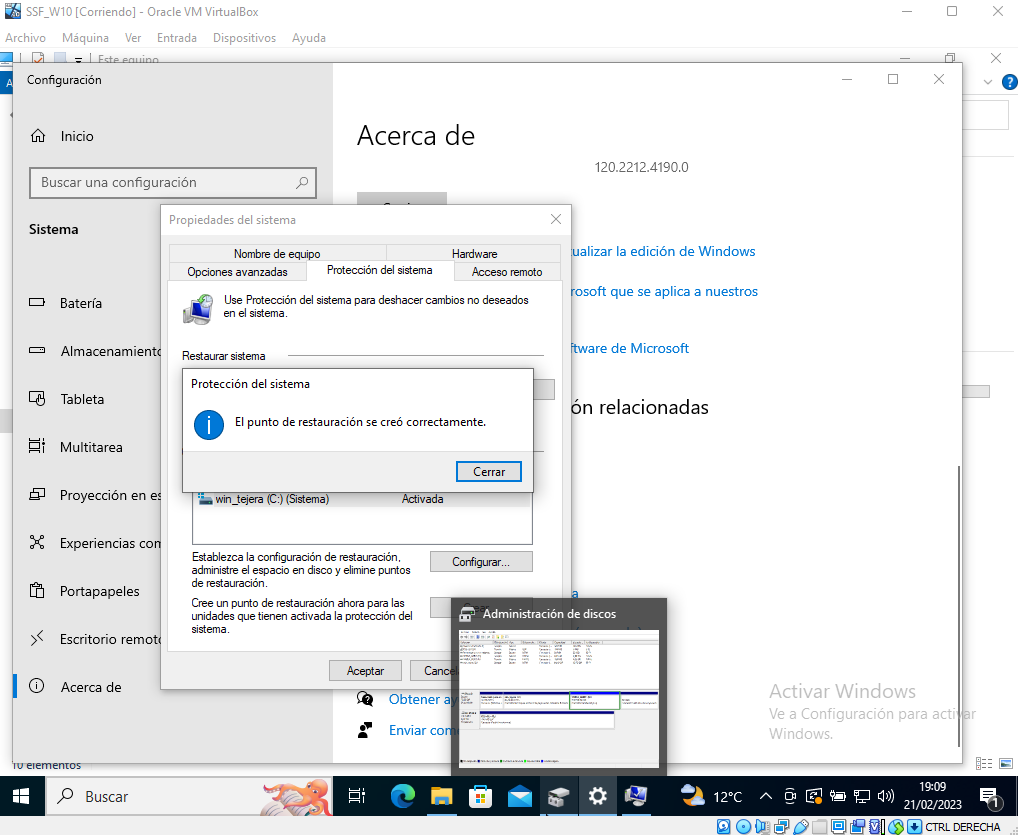 SSF_W10 [Corriendo] - Oracle VM VirtualBox
Archivo Máquina Ver Entrada Dispositivos Ayuda
Este equipo
Configuración
Inicio
Buscar una configuración
Sistema
Batería
Almacenamiento
Tableta
Multitarea
Proyección en es
Experiencias com
Portapapeles
Escritorio remoto
Acerca de
Acerca de
120.2212.4190.0
ualizar la edición de Windows
rosoft que se aplica a nuestros
ftware de Microsoft
ón relacionadas
Propiedades del sistema
Nombre de equipo Hardware
Opciones avanzadas Protección del sistema Acceso remoto
Use Protección del sistema para deshacer cambios no deseados
en el sistema.
Restaurar sistema
Protección del sistema
El punto de restauración se creó correctamente.
Cerrar
win_tejera (C:) (Sistema) Activada
Establezca la configuración de restauración,
administre el espacio en disco y elimine puntos
de restauración.
Configurar...
Cree un punto de restauración ahora para las
unidades que tienen activada la protección del
sistema.
Aceptar Cancel
Administración de discos
Obtener ay
Enviar com
Activar Windows
Ve a Configuración para activar
Windows.
10 elementos
Buscar
12°C
19:09
21/02/2023
1
CTRL DERECHA